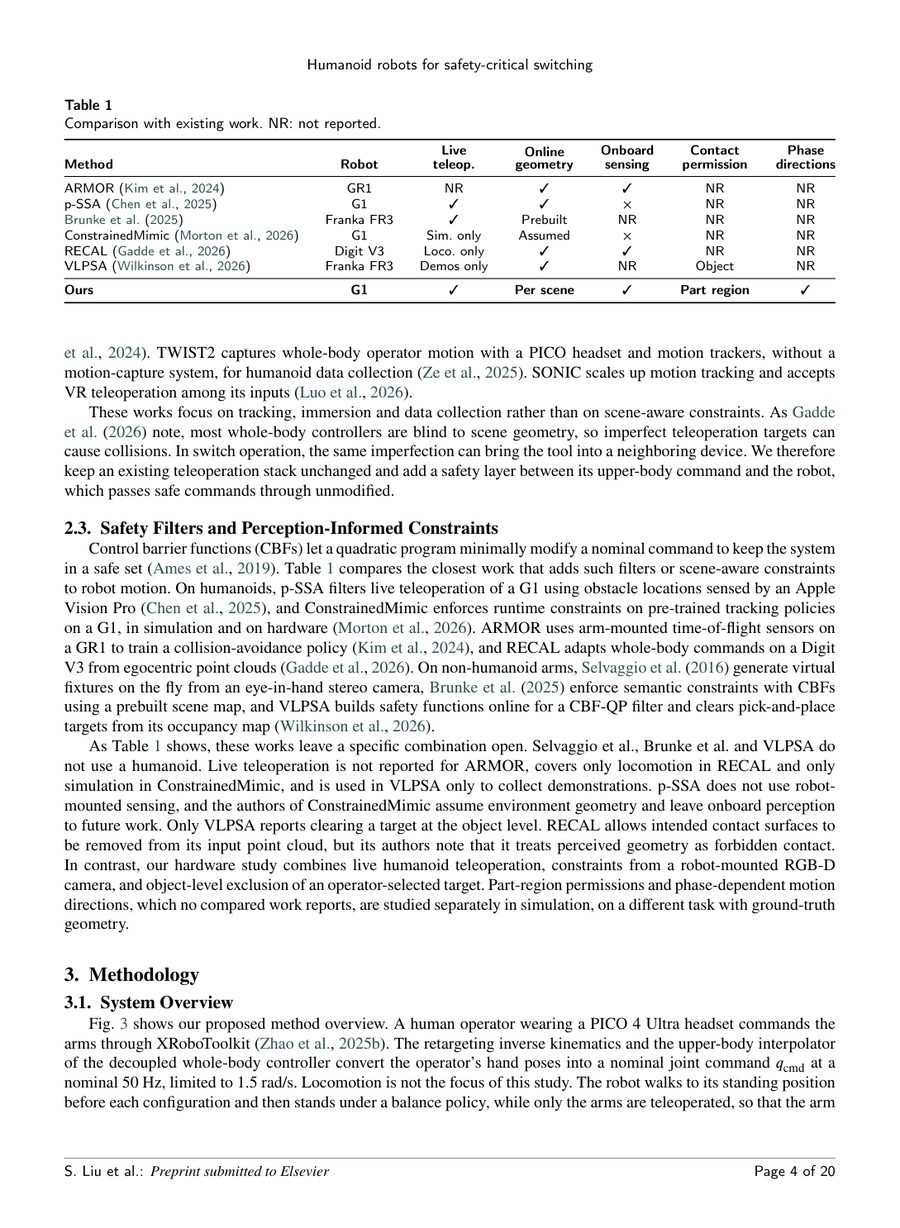 Humanoid robots for safety-critical switching
Table 1
Comparison with existing work. NR: not reported.
Method Robot Live teleop. Online geometry Onboard sensing Contact permission Phase directions
ARMOR (Kim et al., 2024) GR1 NR ✓ ✓ NR NR
p-SSA (Chen et al., 2025) G1 ✓ ✓ × NR NR
Brunke et al. (2025) Franka FR3 ✓ Prebuilt NR NR NR
ConstrainedMimic (Morton et al., 2026) G1 Sim. only Assumed × NR NR
RECAL (Gadde et al., 2026) Digit V3 Loco. only ✓ ✓ NR NR
VLPSA (Wilkinson et al., 2026) Franka FR3 Demos only ✓ NR Object NR
Ours G1 ✓ Per scene ✓ Part region ✓
et al., 2024). TWIST2 captures whole-body operator motion with a PICO headset and motion trackers, without a
motion-capture system, for humanoid data collection (Ze et al., 2025). SONIC scales up motion tracking and accepts
VR teleoperation among its inputs (Luo et al., 2026).
These works focus on tracking, immersion and data collection rather than on scene-aware constraints. As Gadde
et al. (2026) note, most whole-body controllers are blind to scene geometry, so imperfect teleoperation targets can
cause collisions. In switch operation, the same imperfection can bring the tool into a neighboring device. We therefore
keep an existing teleoperation stack unchanged and add a safety layer between its upper-body command and the robot,
which passes safe commands through unmodified.
2.3. Safety Filters and Perception-Informed Constraints
Control barrier functions (CBFs) let a quadratic program minimally modify a nominal command to keep the system
in a safe set (Ames et al., 2019). Table 1 compares the closest work that adds such filters or scene-aware constraints
to robot motion. On humanoids, p-SSA filters live teleoperation of a G1 using obstacle locations sensed by an Apple
Vision Pro (Chen et al., 2025), and ConstrainedMimic enforces runtime constraints on pre-trained tracking policies
on a G1, in simulation and on hardware (Morton et al., 2026). ARMOR uses arm-mounted time-of-flight sensors on
a GR1 to train a collision-avoidance policy (Kim et al., 2024), and RECAL adapts whole-body commands on a Digit
V3 from egocentric point clouds (Gadde et al., 2026). On non-humanoid arms, Selvaggio et al. (2016) generate virtual
fixtures on the fly from an eye-in-hand stereo camera, Brunke et al. (2025) enforce semantic constraints with CBFs
using a prebuilt scene map, and VLPSA builds safety functions online for a CBF-QP filter and clears pick-and-place
targets from its occupancy map (Wilkinson et al., 2026).
As Table 1 shows, these works leave a specific combination open. Selvaggio et al., Brunke et al. and VLPSA do
not use a humanoid. Live teleoperation is not reported for ARMOR, covers only locomotion in RECAL and only
simulation in ConstrainedMimic, and is used in VLPSA only to collect demonstrations. p-SSA does not use robot-
mounted sensing, and the authors of ConstrainedMimic assume environment geometry and leave onboard perception
to future work. Only VLPSA reports clearing a target at the object level. RECAL allows intended contact surfaces to
be removed from its input point cloud, but its authors note that it treats perceived geometry as forbidden contact.
In contrast, our hardware study combines live humanoid teleoperation, constraints from a robot-mounted RGB-D
camera, and object-level exclusion of an operator-selected target. Part-region permissions and phase-dependent motion
directions, which no compared work reports, are studied separately in simulation, on a different task with ground-truth
geometry.
3. Methodology
3.1. System Overview
Fig. 3 shows our proposed method overview. A human operator wearing a PICO 4 Ultra headset commands the
arms through XRoboToolkit (Zhao et al., 2025b). The retargeting inverse kinematics and the upper-body interpolator
of the decoupled whole-body controller convert the operator's hand poses into a nominal joint command q_cmd at a
nominal 50 Hz, limited to 1.5 rad/s. Locomotion is not the focus of this study. The robot walks to its standing position
before each configuration and then stands under a balance policy, while only the arms are teleoperated, so that the arm
S. Liu et al.: Preprint submitted to Elsevier Page 4 of 20